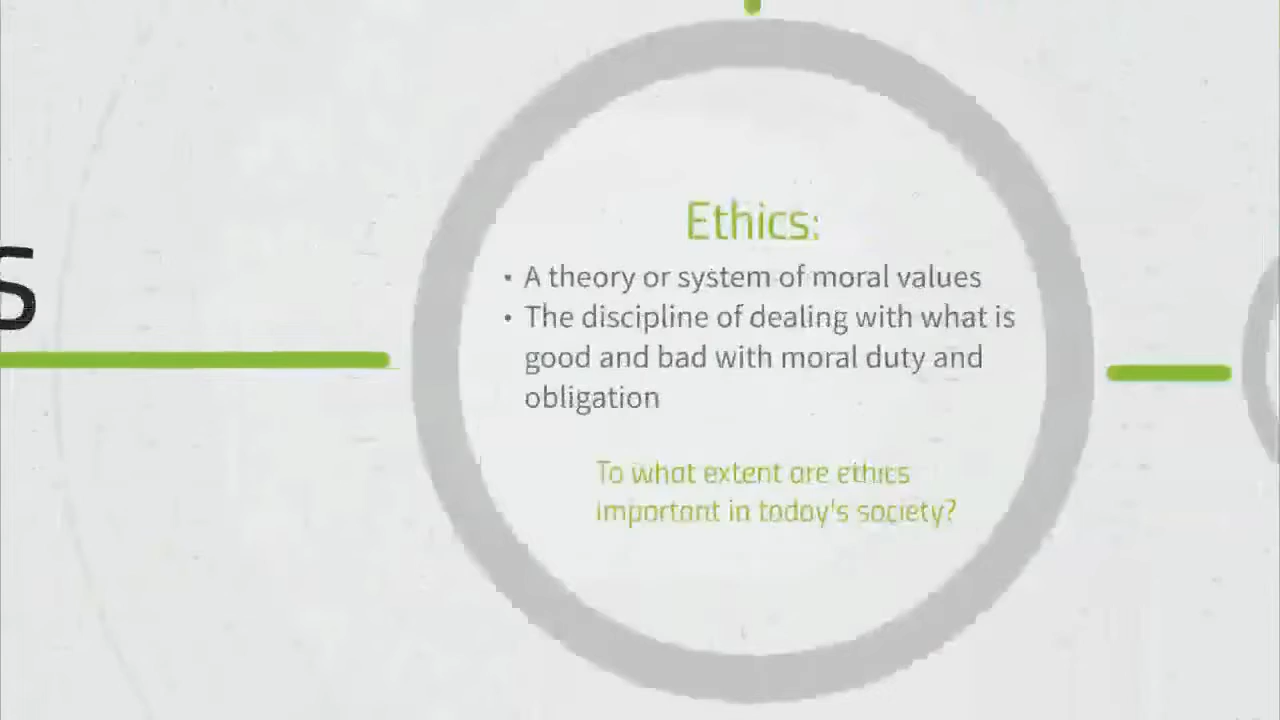 S
Ethics:
• A theory or system of moral values
• The discipline of dealing with what is
good and bad with moral duty and
obligation
To what extent are ethics
important in today's society?